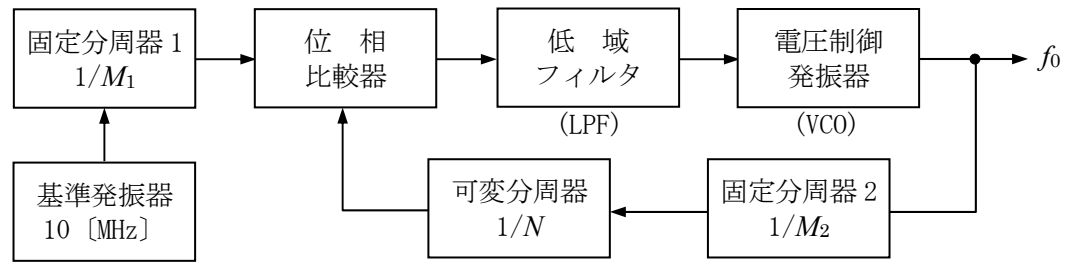 固定分周器 1
1/M₁
位 相
比較器
低 域
フィルタ
(LPF)
電圧制御
発振器
(VCO)
f₀
基準発振器
10〔MHz〕
可変分周器
1/N
固定分周器 2
1/M₂